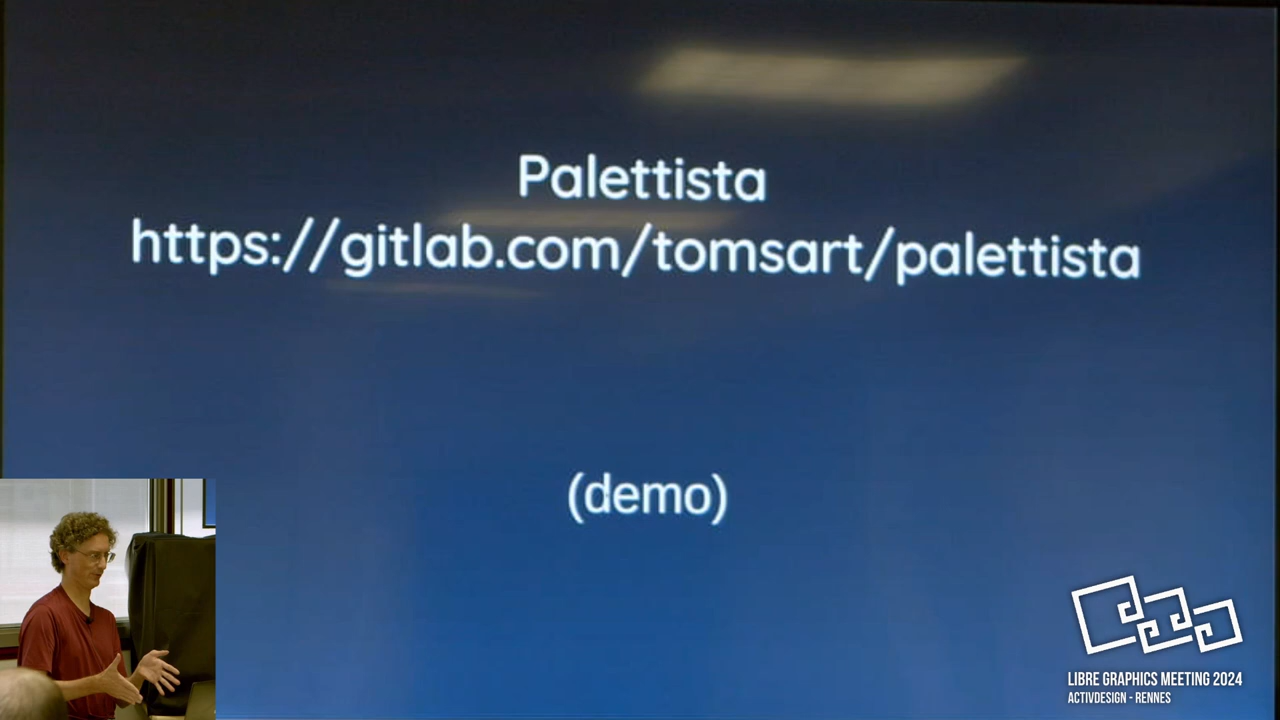 Palettista
https://gitlab.com/tomsart/palettista
(demo)
LIBRE GRAPHICS MEETING 2024
ACTIVDESIGN - RENNES